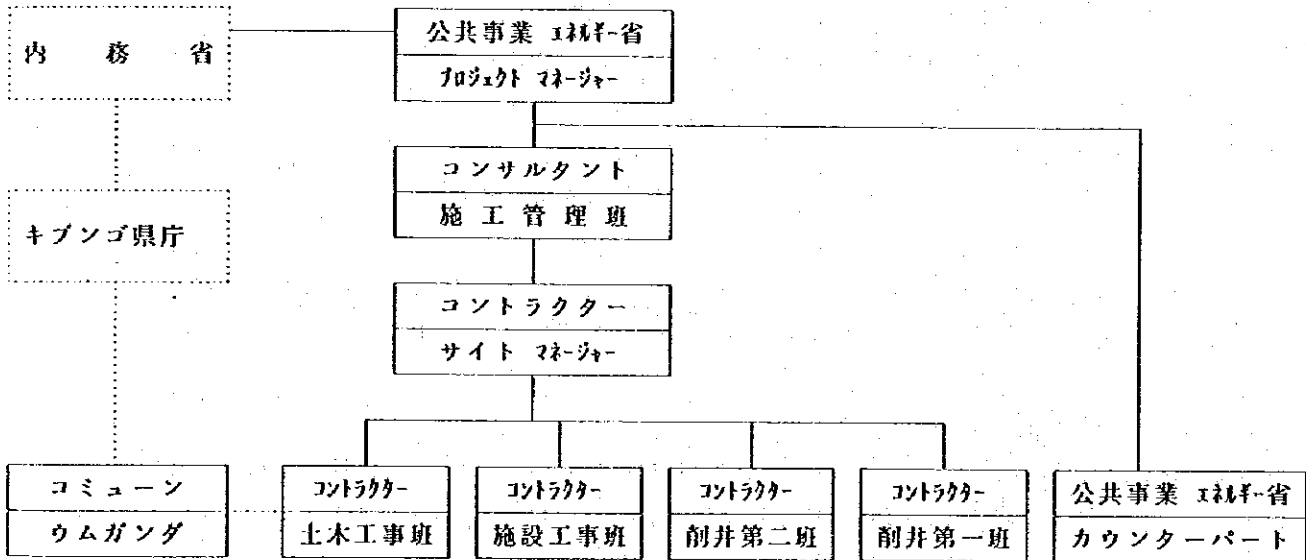 公共事業 エネルギー省
プロジェクト マネージャー
内務省
コンサルタント
施工管理班
キブンゴ県庁
コントラクター
サイト マネージャー
コミューン
ウムガンダ
コントラクター
土木工事班
コントラクター
施設工事班
コントラクター
削井第二班
コントラクター
削井第一班
公共事業 エネルギー省
カウンターパート